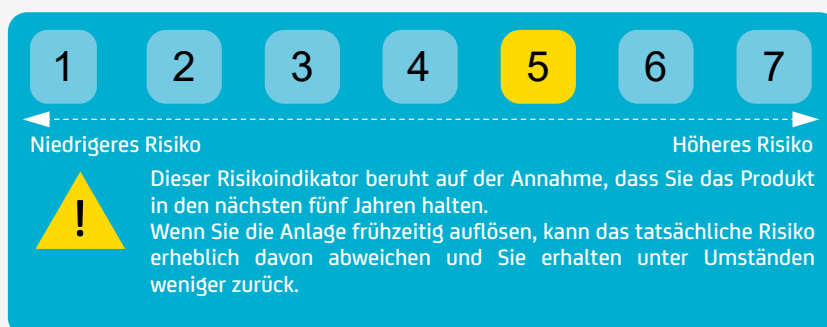 1 2 3 4 5 6 7
Niedrigeres Risiko Höheres Risiko
!
Dieser Risikoindikator beruht auf der Annahme, dass Sie das Produkt
in den nächsten fünf Jahren halten.
Wenn Sie die Anlage frühzeitig auflösen, kann das tatsächliche Risiko
erheblich davon abweichen und Sie erhalten unter Umständen
weniger zurück.